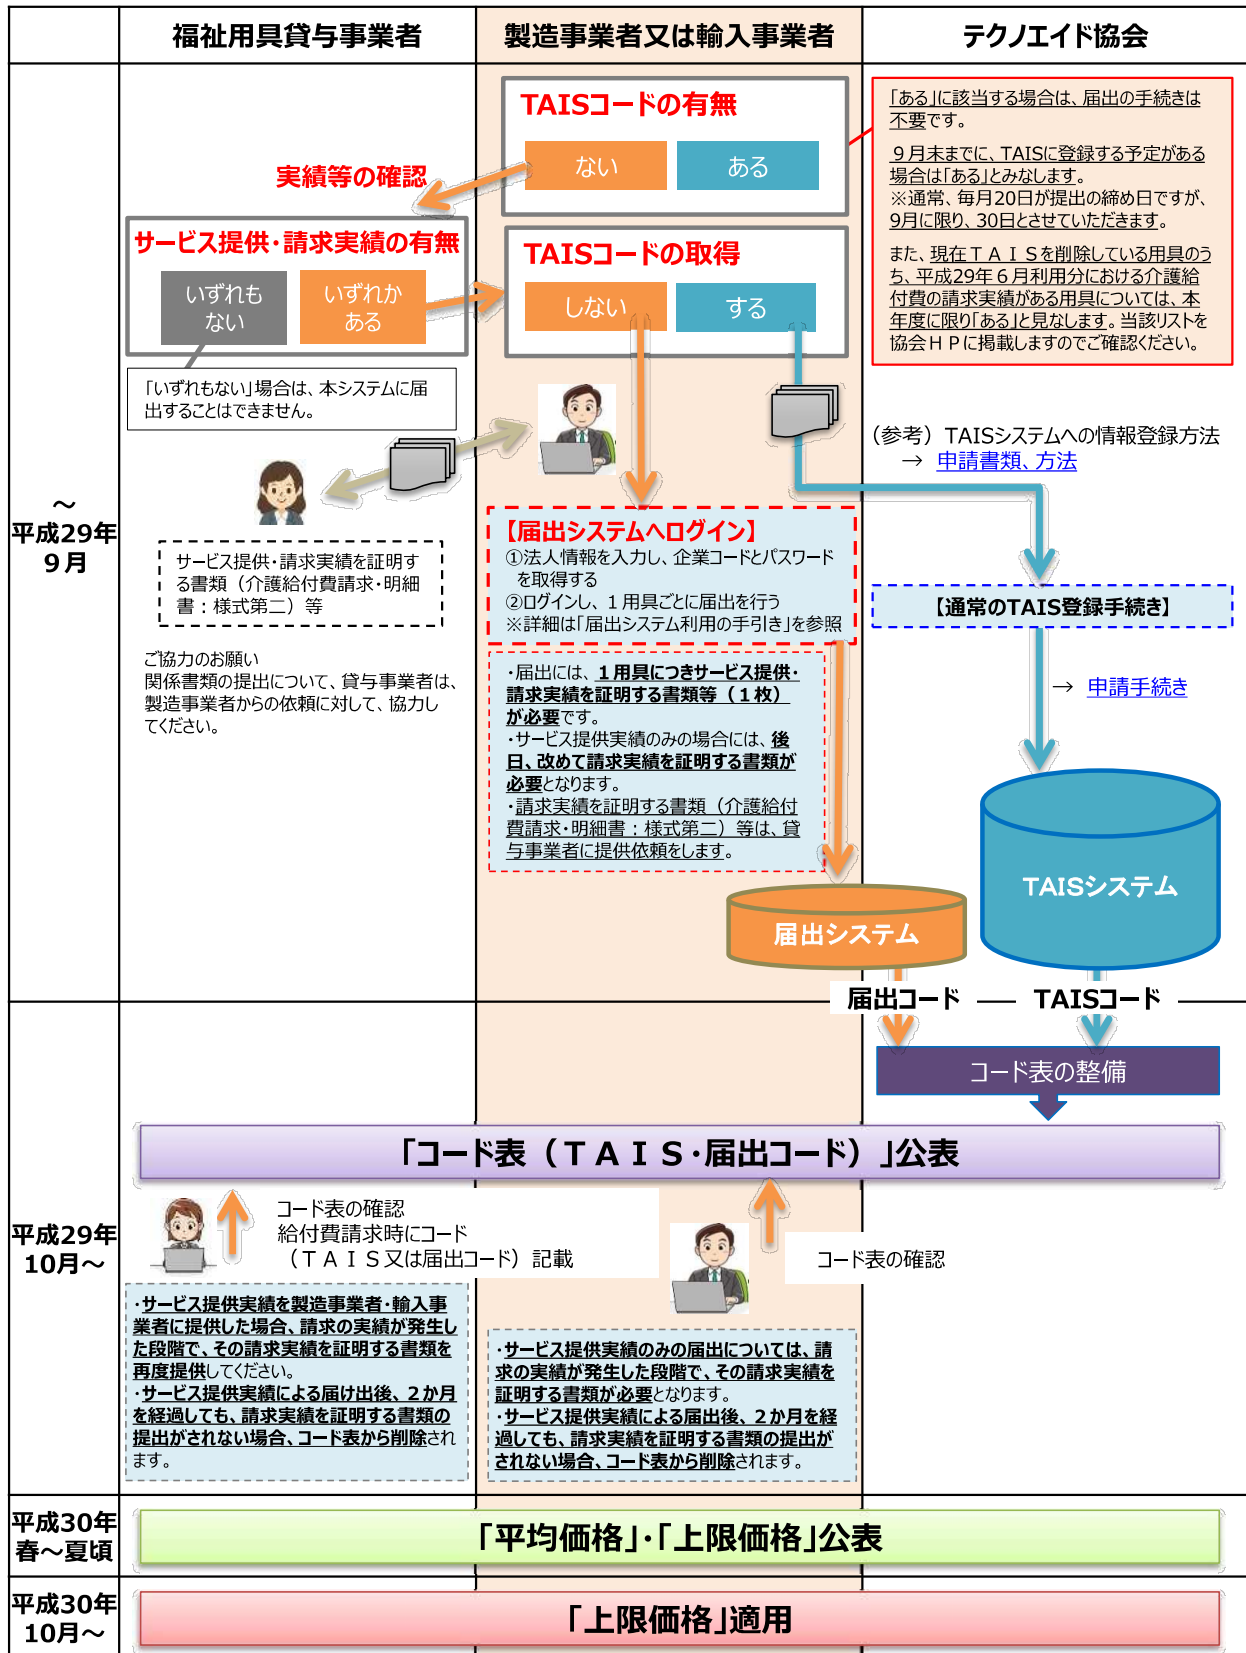 福祉用具貸与事業者
製造事業者又は輸入事業者
テクノエイド協会
～
平成29年
９月
TAISコードの有無
ない
ある
実績等の確認
サービス提供・請求実績の有無
いずれも
ない
いずれか
ある
「いずれもない」場合は、本システムに届
出することはできません。
TAISコードの取得
しない
する
「ある」に該当する場合は、届出の手続きは
不要です。
９月末までに、TAISに登録する予定がある
場合は「ある」とみなします。
※通常、毎月20日が提出の締め日ですが、
9月に限り、30日とさせていただきます。
また、現在ＴＡＩＳを削除している用具のう
ち、平成29年６月利用分における介護給
付費の請求実績がある用具については、本
年度に限り「ある」と見なします。当該リストを
協会ＨＰに掲載しますのでご確認ください。
（参考）TAISシステムへの情報登録方法
→ 申請書類、方法
サービス提供・請求実績を証明す
る書類（介護給付費請求・明細
書：様式第二）等
ご協力のお願い
関係書類の提出について、貸与事業者は、
製造事業者からの依頼に対して、協力し
てください。
【届出システムへログイン】
①法人情報を入力し、企業コードとパスワード
を取得する
②ログインし、１用具ごとに届出を行う
※詳細は「届出システム利用の手引き」を参照
・届出には、１用具につきサービス提供・
請求実績を証明する書類等（１枚）
が必要です。
・サービス提供実績のみの場合には、後
日、改めて請求実績を証明する書類が
必要となります。
・請求実績を証明する書類（介護給付
費請求・明細書：様式第二）等は、貸
与事業者に提供依頼をします。
【通常のTAIS登録手続き】
→ 申請手続き
届出システム
TAISシステム
届出コード
TAISコード
平成29年
10月～
コード表の整備
「コード表（ＴＡＩＳ・届出コード）」公表
コード表の確認
給付費請求時にコード
（ＴＡＩＳ又は届出コード）記載
コード表の確認
・サービス提供実績を製造事業者・輸入事
業者に提供した場合、請求の実績が発生し
た段階で、その請求実績を証明する書類を
再度提供してください。
・サービス提供実績による届け出後、２か月
を経過しても、請求実績を証明する書類の
提出がされない場合、コード表から削除され
ます。
・サービス提供実績のみの届出については、請
求の実績が発生した段階で、その請求実績を
証明する書類が必要となります。
・サービス提供実績による届出後、２か月を経
過しても、請求実績を証明する書類の提出が
されない場合、コード表から削除されます。
平成30年
春～夏頃
「平均価格」・「上限価格」公表
平成30年
10月～
「上限価格」適用